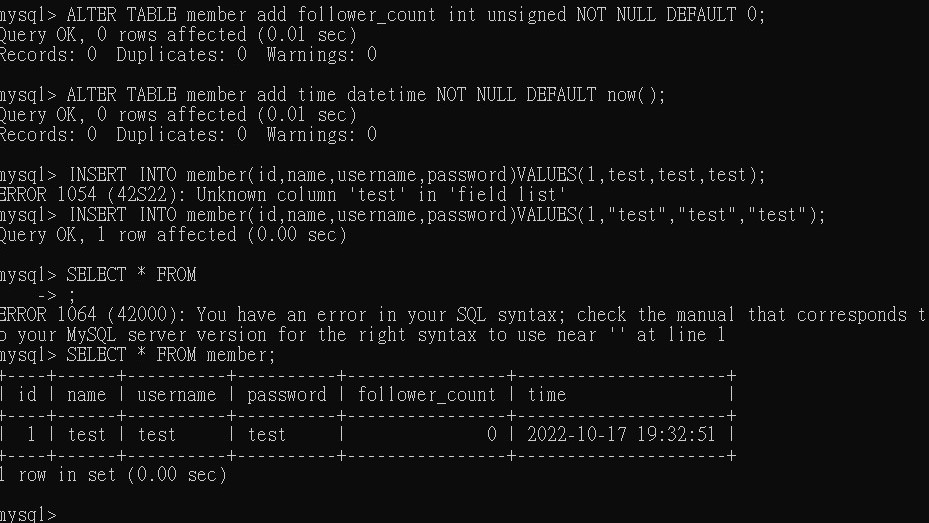 mysql> ALTER TABLE member add follower_count int unsigned NOT NULL DEFAULT 0;
Query OK, 0 rows affected (0.01 sec)
Records: 0  Duplicates: 0  Warnings: 0
mysql> ALTER TABLE member add time datetime NOT NULL DEFAULT now();
Query OK, 0 rows affected (0.01 sec)
Records: 0  Duplicates: 0  Warnings: 0
mysql> INSERT INTO member(id,name,username,password)VALUES(1,test,test,test);
ERROR 1054 (42S22): Unknown column 'test' in 'field list'
mysql> INSERT INTO member(id,name,username,password)VALUES(1,"test","test","test");
Query OK, 1 row affected (0.00 sec)
mysql> SELECT * FROM
    -> ;
ERROR 1064 (42000): You have an error in your SQL syntax; check the manual that corresponds t
o your MySQL server version for the right syntax to use near '' at line 1
mysql> SELECT * FROM member;
+----+------+----------+----------+----------------+---------------------+
| id | name | username | password | follower_count | time                |
+----+------+----------+----------+----------------+---------------------+
|  1 | test | test     | test     |              0 | 2022-10-17 19:32:51 |
+----+------+----------+----------+----------------+---------------------+
1 row in set (0.00 sec)
mysql>